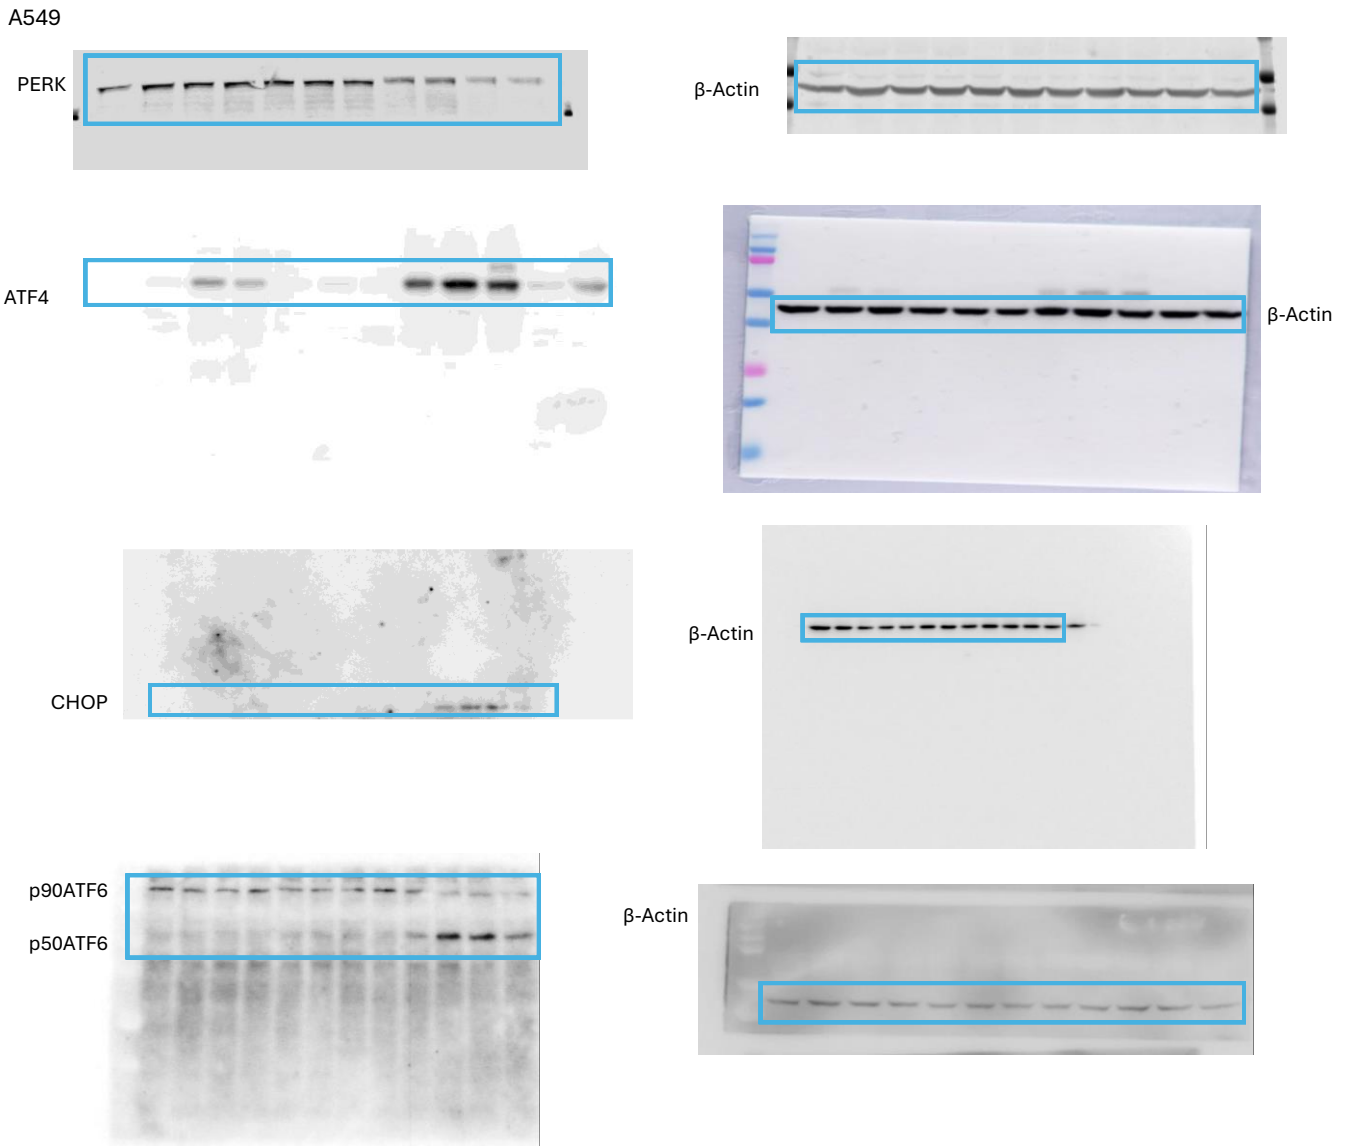 A549
PERK
β-Actin
ATF4
β-Actin
CHOP
β-Actin
p90ATF6
p50ATF6
β-Actin